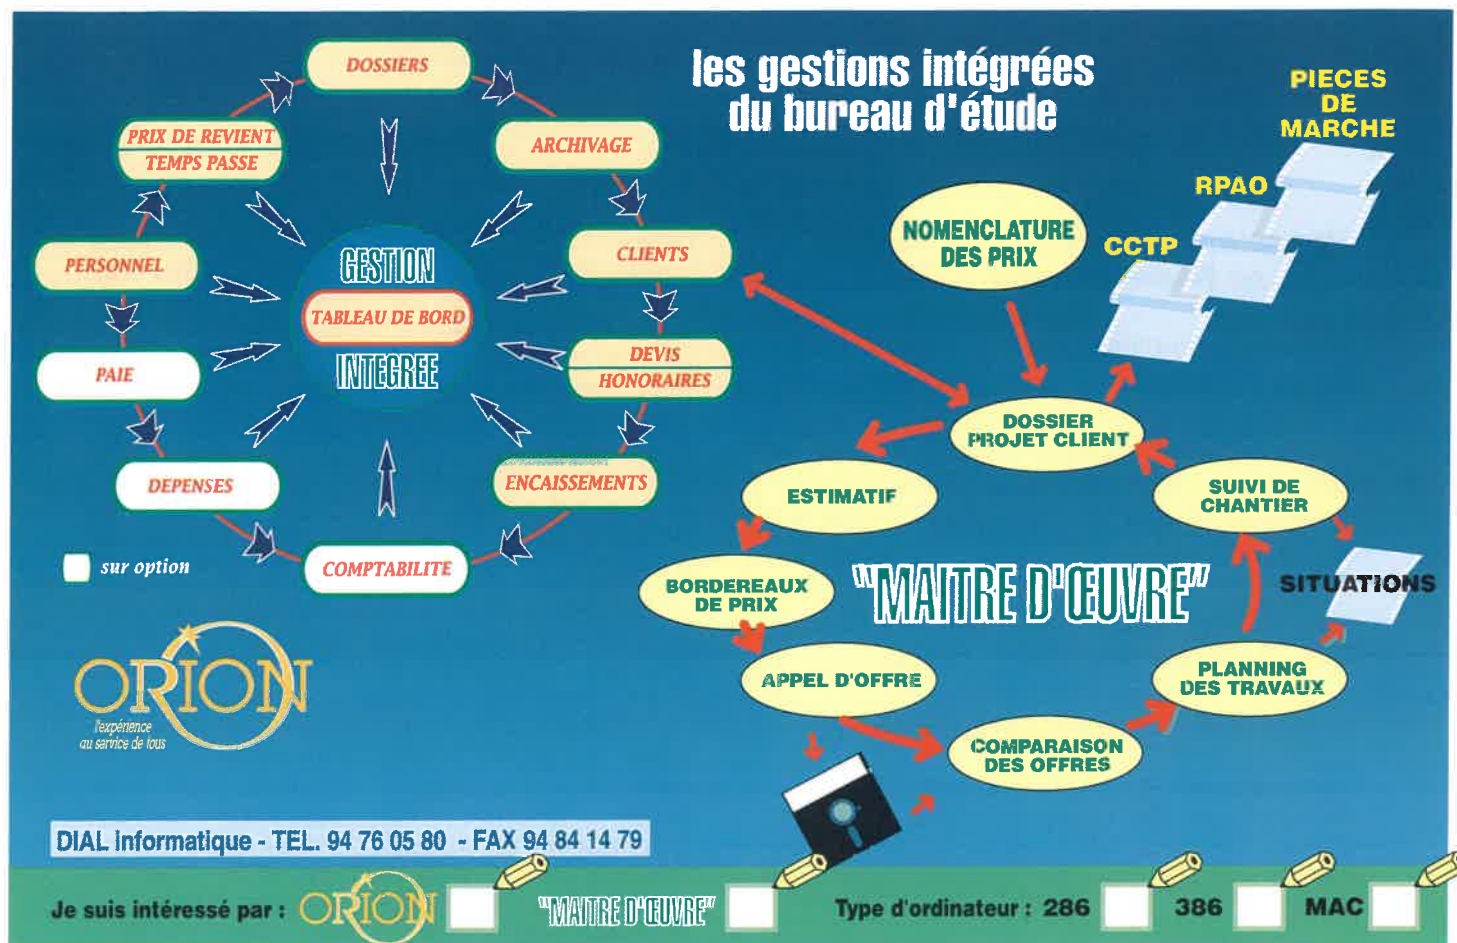 les gestions intégrées
du bureau d'étude
DOSSIERS
PRIX DE REVIENT
TEMPS PASSE
ARCHIVAGE
PERSONNEL
CLIENTS
GESTION
TABLEAU DE BORD
INTEGREE
PAIE
DEVIS
HONORAIRES
DEPENSES
ENCAISSEMENTS
COMPTABILITE
sur option
PIECES
DE
MARCHE
RPAO
CCTP
NOMENCLATURE
DES PRIX
DOSSIER
PROJET CLIENT
ESTIMATIF
SUIVI DE
CHANTIER
BORDEREAUX
DE PRIX
"MAITRE D'ŒUVRE"
SITUATIONS
APPEL D'OFFRE
PLANNING
DES TRAVAUX
COMPARAISON
DES OFFRES
ORION
l'expérience
au service de tous
DIAL Informatique - TEL. 94 76 05 80 - FAX 94 84 14 79
Je suis intéressé par : ORION "MAITRE D'ŒUVRE" Type d'ordinateur : 286 386 MAC